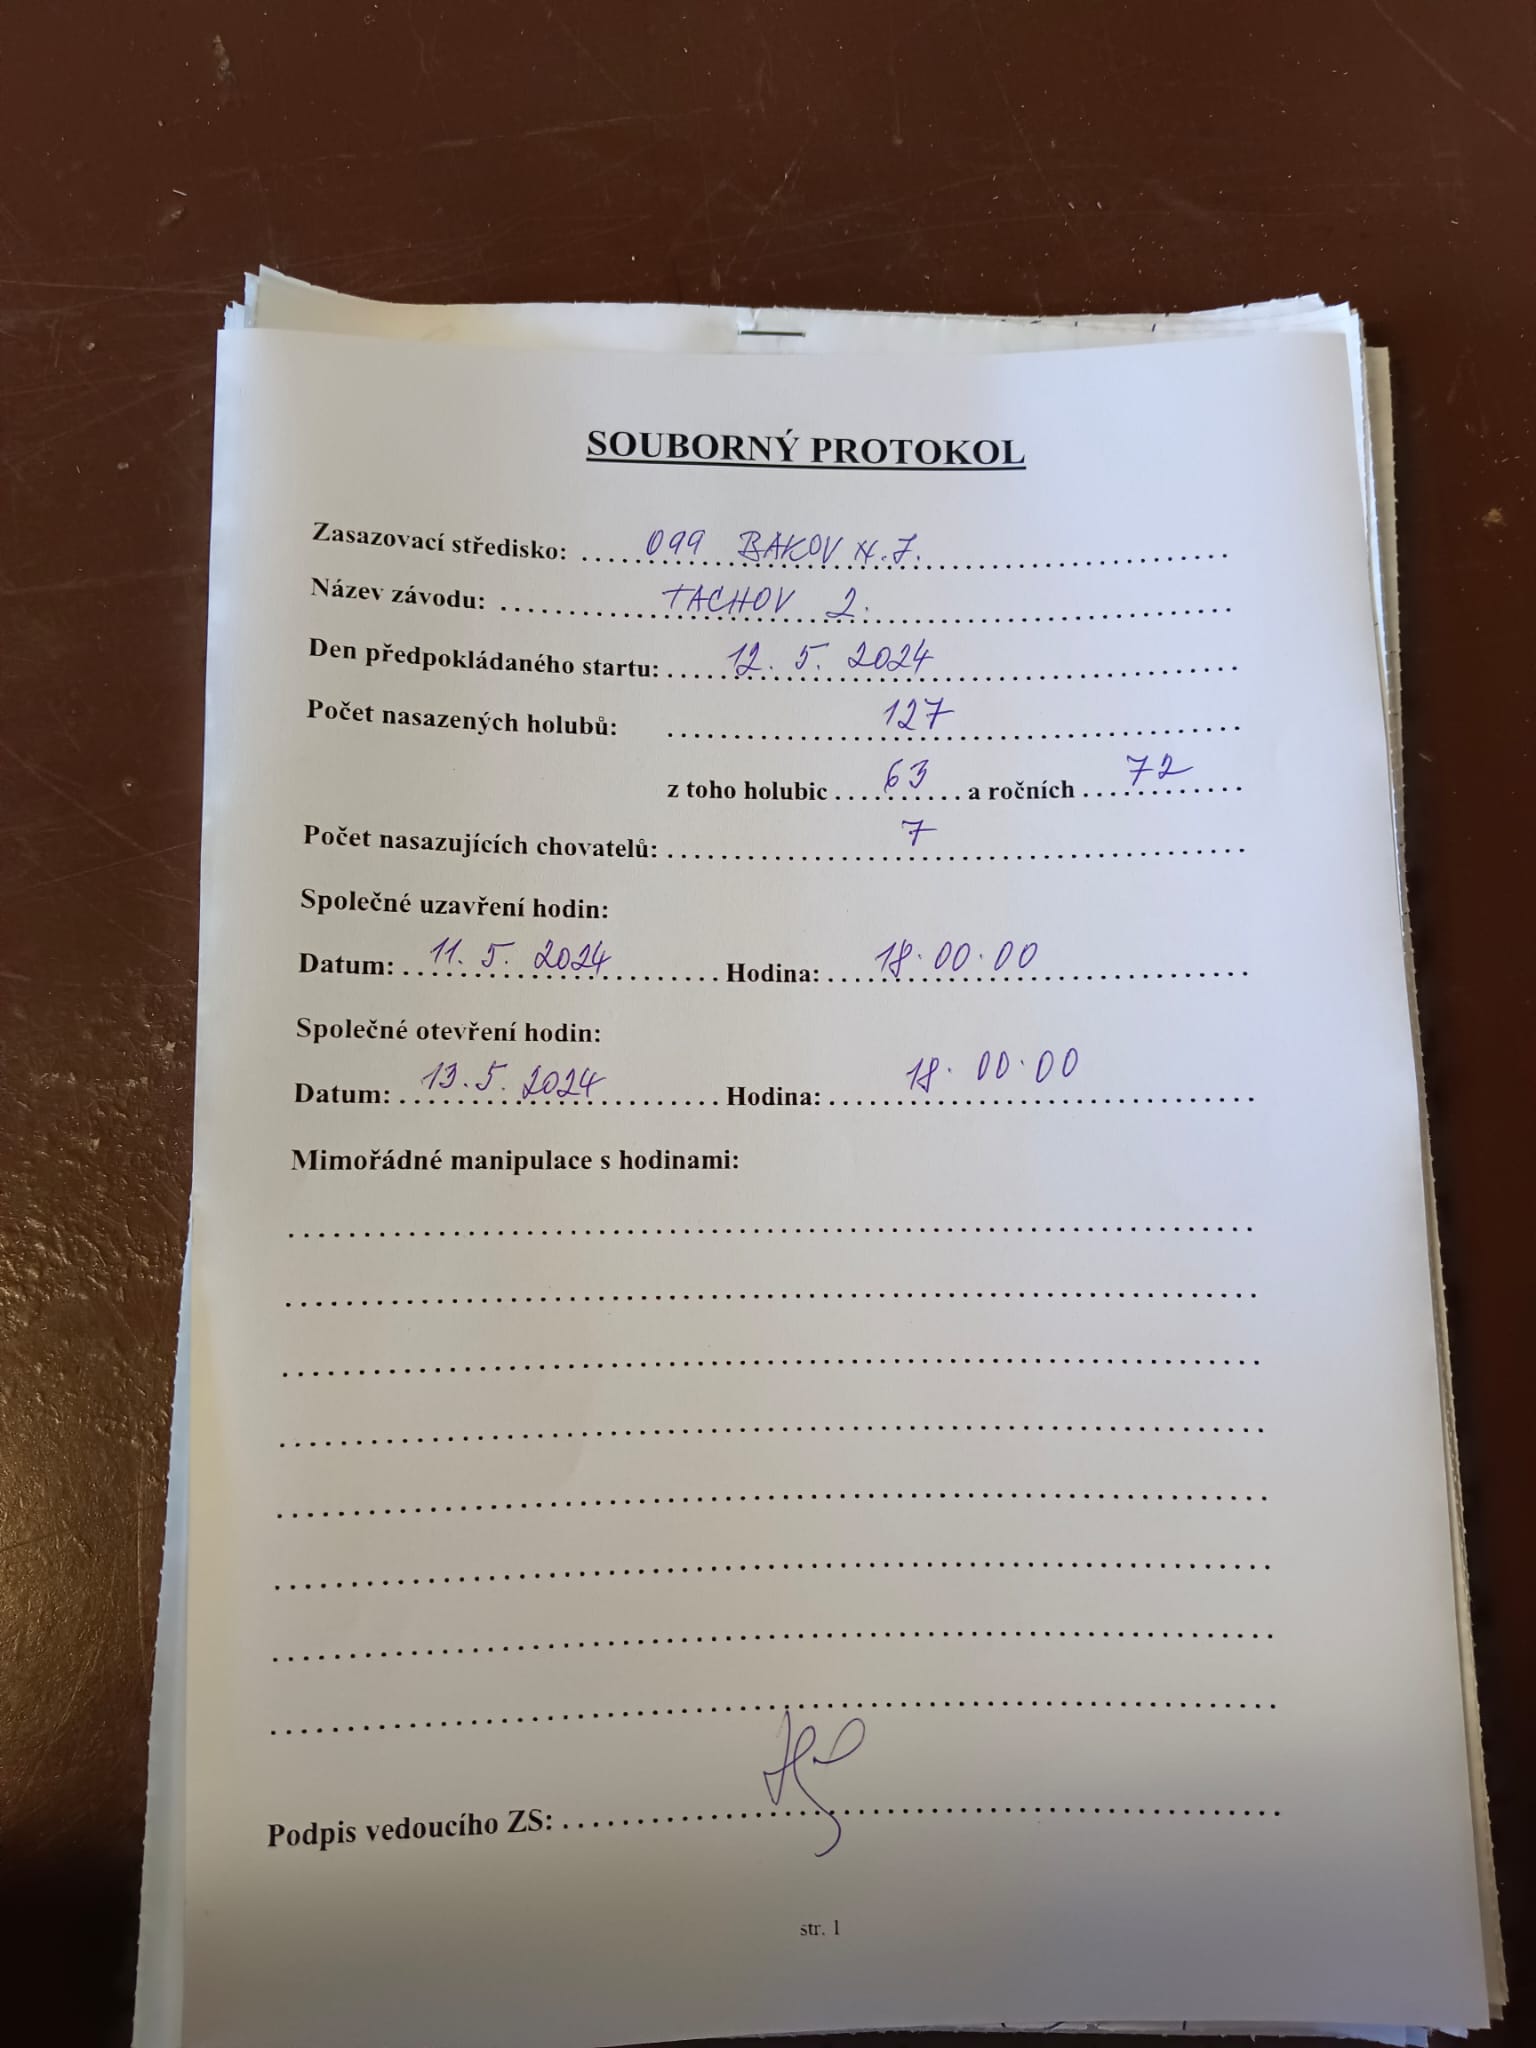 SOUBORNÝ PROTOKOL
Zasazovací středisko: 099 BAKOV N.J.
Název závodu: TACHOV 2.
Den předpokládaného startu: 12. 5. 2024
Počet nasazených holubů: 127
z toho holubic 63 a ročních 72
Počet nasazujících chovatelů: 7
Společné uzavření hodin:
Datum: 11. 5. 2024 Hodina: 18.00.00
Společné otevření hodin:
Datum: 13. 5. 2024 Hodina: 18.00.00
Mimořádné manipulace s hodinami:
Podpis vedoucího ZS:
str. 1